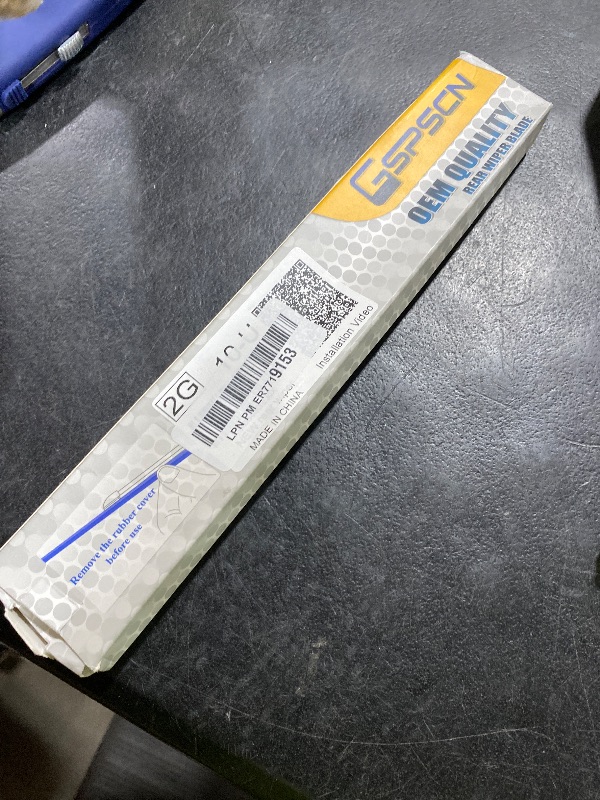 GSPSCN
OEM QUALITY
REAR WIPER BLADE
2G
Installation Video
LPN PM ER7719153
MADE IN CHINA
Remove the rubber cover
before use